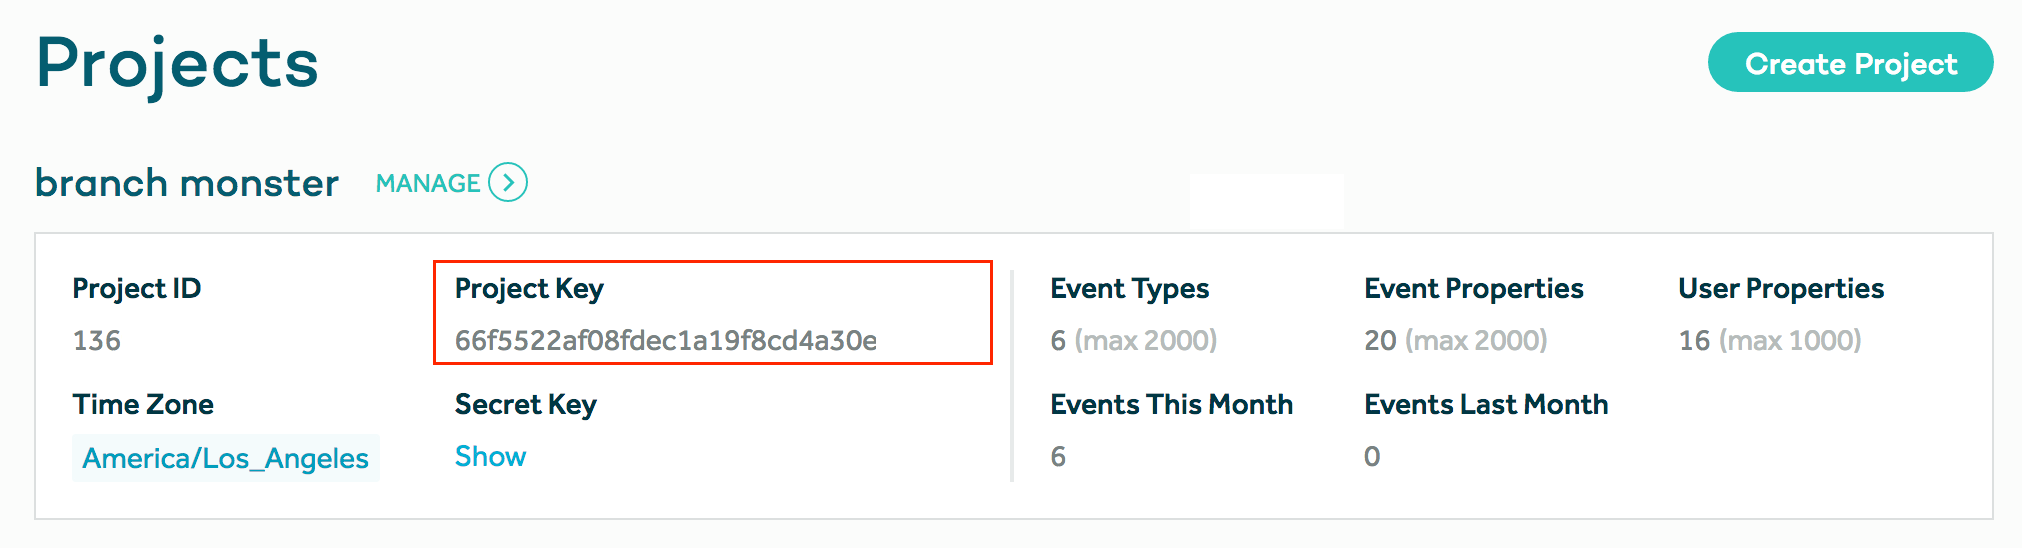 Projects
Create Project
branch monster MANAGE
Project ID
136
Project Key
66f5522af08fdec1a19f8cd4a30e
Event Types
6 (max 2000)
Event Properties
20 (max 2000)
User Properties
16 (max 1000)
Time Zone
America/Los_Angeles
Secret Key
Show
Events This Month
6
Events Last Month
0